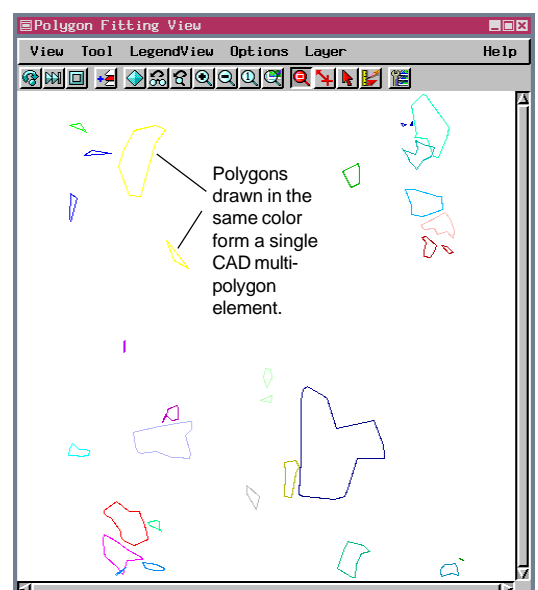 Polygon Fitting View
View Tool LegendView Options Layer Help
Polygons
drawn in the
same color
form a single
CAD multi-
polygon
element.